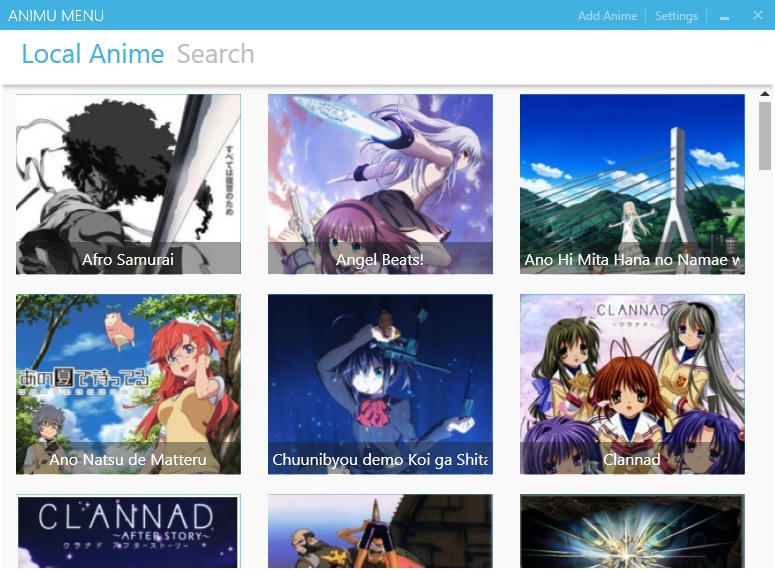 ANIMU MENU
Add Anime
Settings
Local Anime
Search
すべては復讐のため
Afro Samurai
Angel Beats!
Ano Hi Mita Hana no Namae w
あの夏で待ってる
Ano Natsu de Matteru
Chuunibyou demo Koi ga Shita
CLANNAD
-クラナド-
Clannad
CLANNAD
~AFTER STORY~
クラナド アフターストーリー